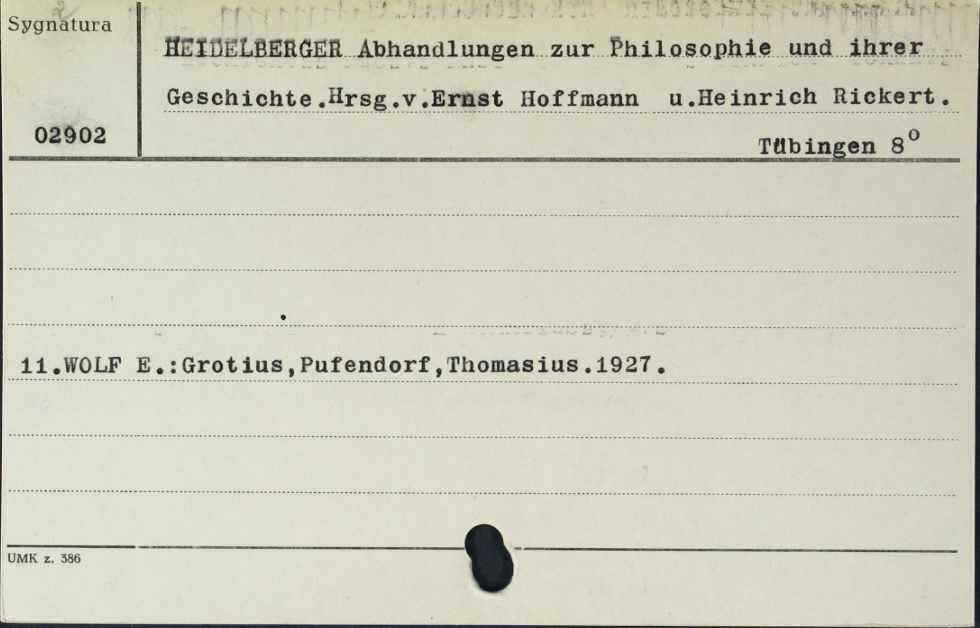 Sygnatura
HEIDELBERGER Abhandlungen zur Philosophie und ihrer
Geschichte.Hrsg.v.Ernst Hoffmann u.Heinrich Rickert.
02902
Tübingen 8º
11.WOLF E.:Grotius,Pufendorf,Thomasius.1927.
UMK z. 386